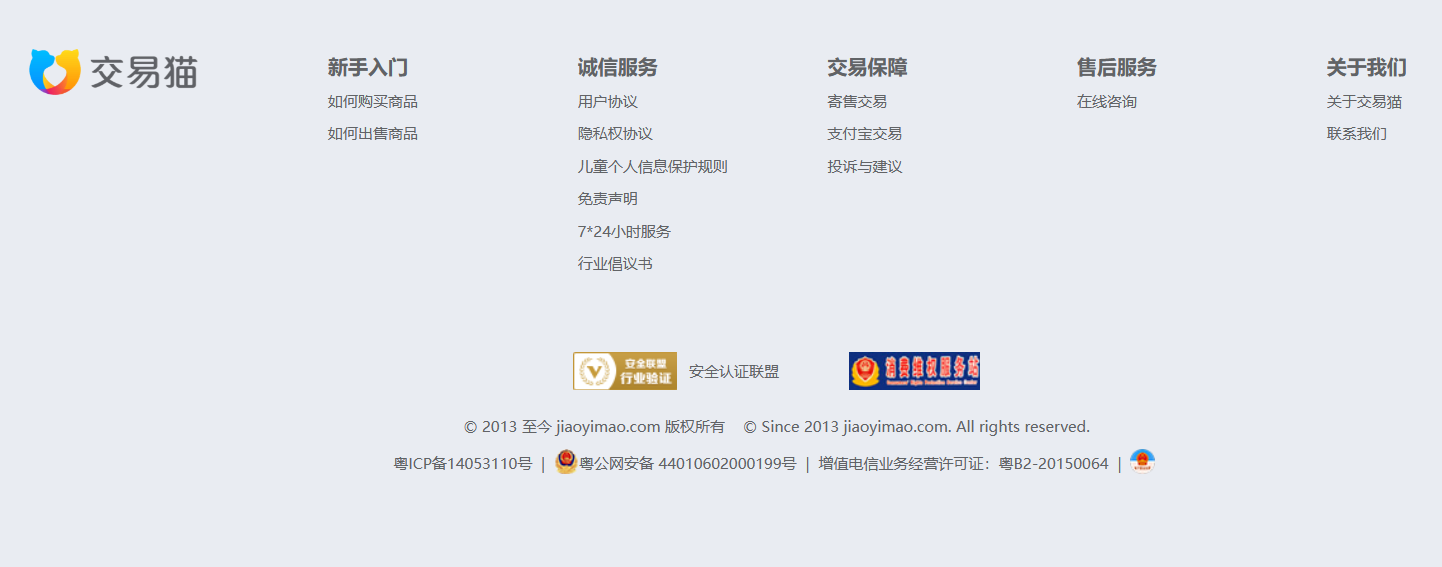 交易猫
新手入门
如何购买商品
如何出售商品
诚信服务
用户协议
隐私权协议
儿童个人信息保护规则
免责声明
7*24小时服务
行业倡议书
交易保障
寄售交易
支付宝交易
投诉与建议
售后服务
在线咨询
关于我们
关于交易猫
联系我们
安全联盟
行业验证
安全认证联盟
消费维权服务站
© 2013 至今 jiaoyimao.com 版权所有 © Since 2013 jiaoyimao.com. All rights reserved.
粤ICP备14053110号 | 粤公网安备 44010602000199号 | 增值电信业务经营许可证：粤B2-20150064 |